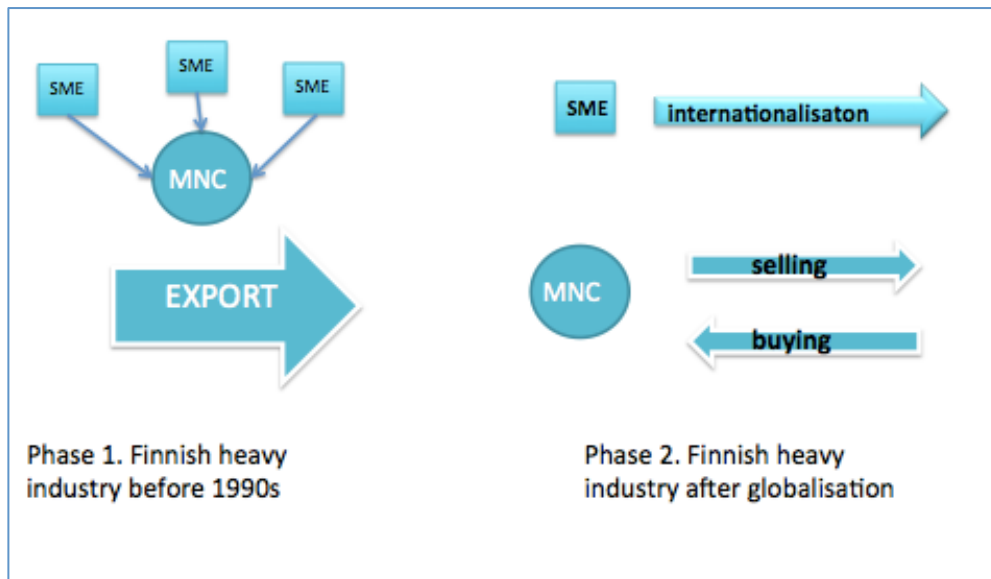 SME
SME
SME
MNC
EXPORT
Phase 1. Finnish heavy
industry before 1990s
SME
internationalisaton
MNC
selling
buying
Phase 2. Finnish heavy
industry after globalisation